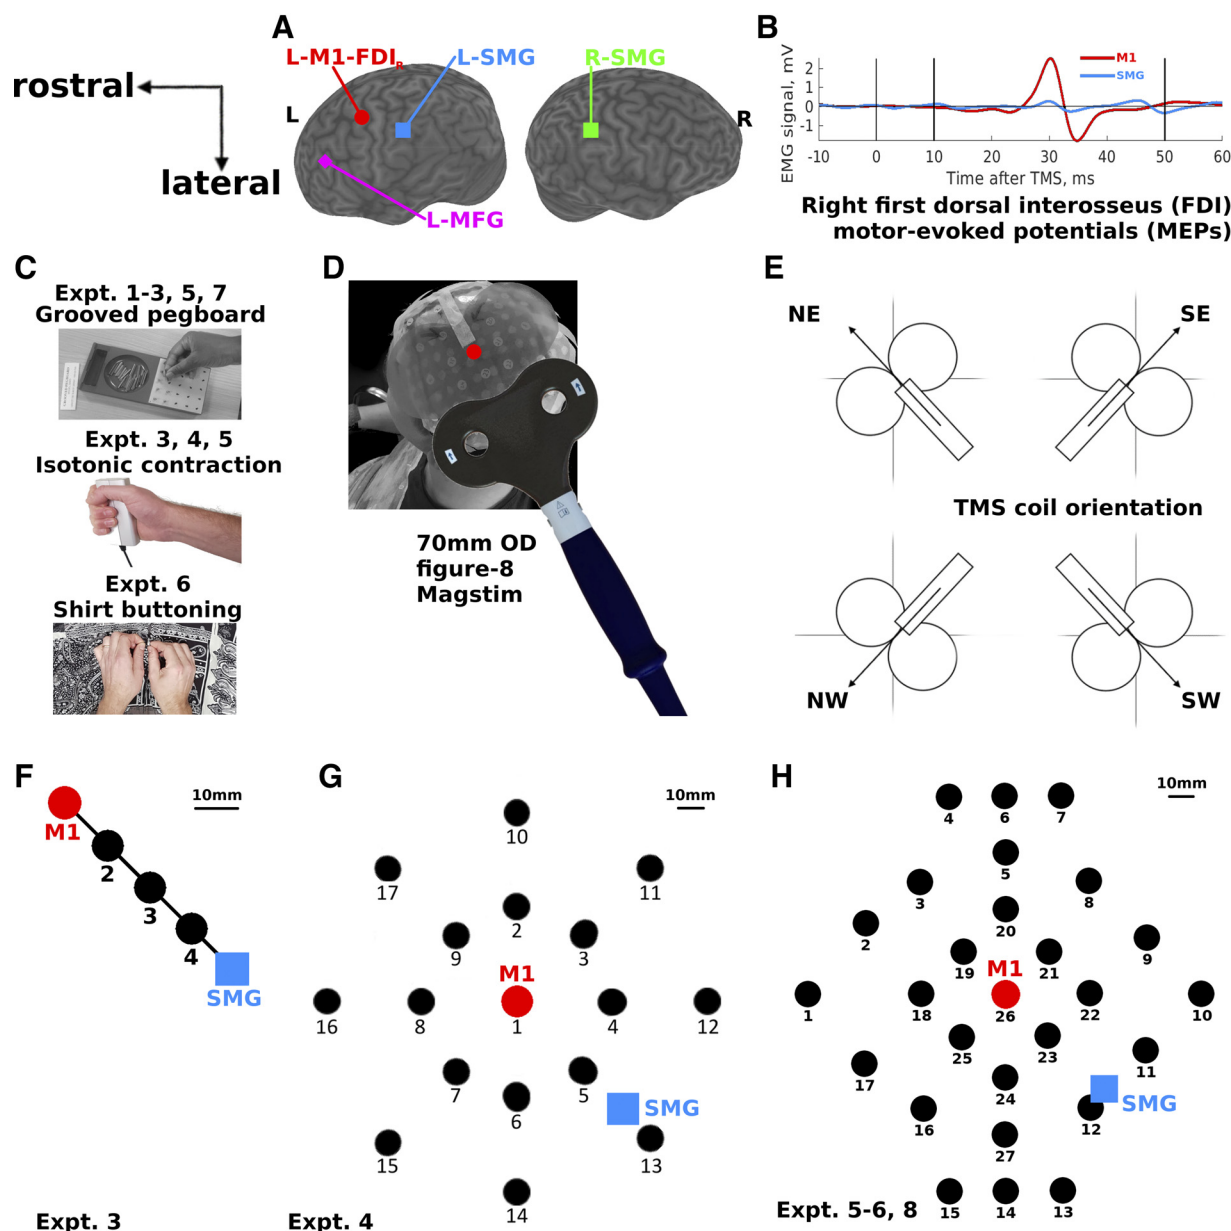 rostral
lateral
A
L-M1-FDI
R
L-SMG
R-SMG
L
R
L-MFG
B
EMG signal, mV
2
1
0
-1
M1
SMG
-10 0 10 20 30 40 50 60
Time after TMS, ms
Right first dorsal interosseus (FDI)
motor-evoked potentials (MEPs)
C
Expt. 1-3, 5, 7
Grooved pegboard
Expt. 3, 4, 5
Isotonic contraction
Expt. 6
Shirt buttoning
D
70mm OD
figure-8
Magstim
E
NE
SE
TMS coil orientation
NW
SW
F
10mm
M1
2
3
4
SMG
Expt. 3
G
10mm
10
17
11
2
9
3
M1
16
8
1
4
12
7
5
6
SMG
15
13
14
Expt. 4
H
10mm
4
6
7
5
3
8
20
2
9
19
M1
21
1
18
26
22
10
25
23
11
17
24
SMG
16
12
27
15
14
13
Expt. 5-6, 8